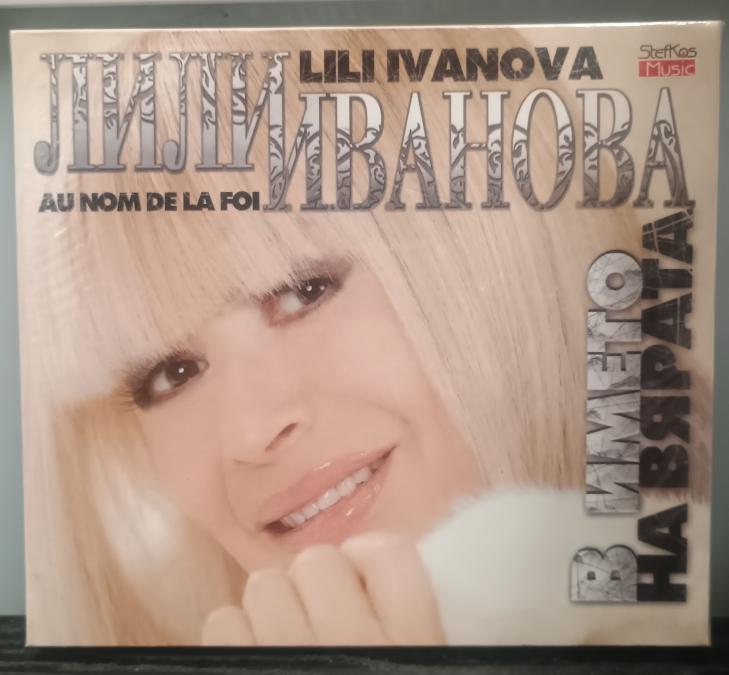 LILI IVANOVA
StefKos
Music
ЛИЛИ
ИВАНОВА
AU NOM DE LA FOI
В ИМЕТО
НА ВЯРАТА